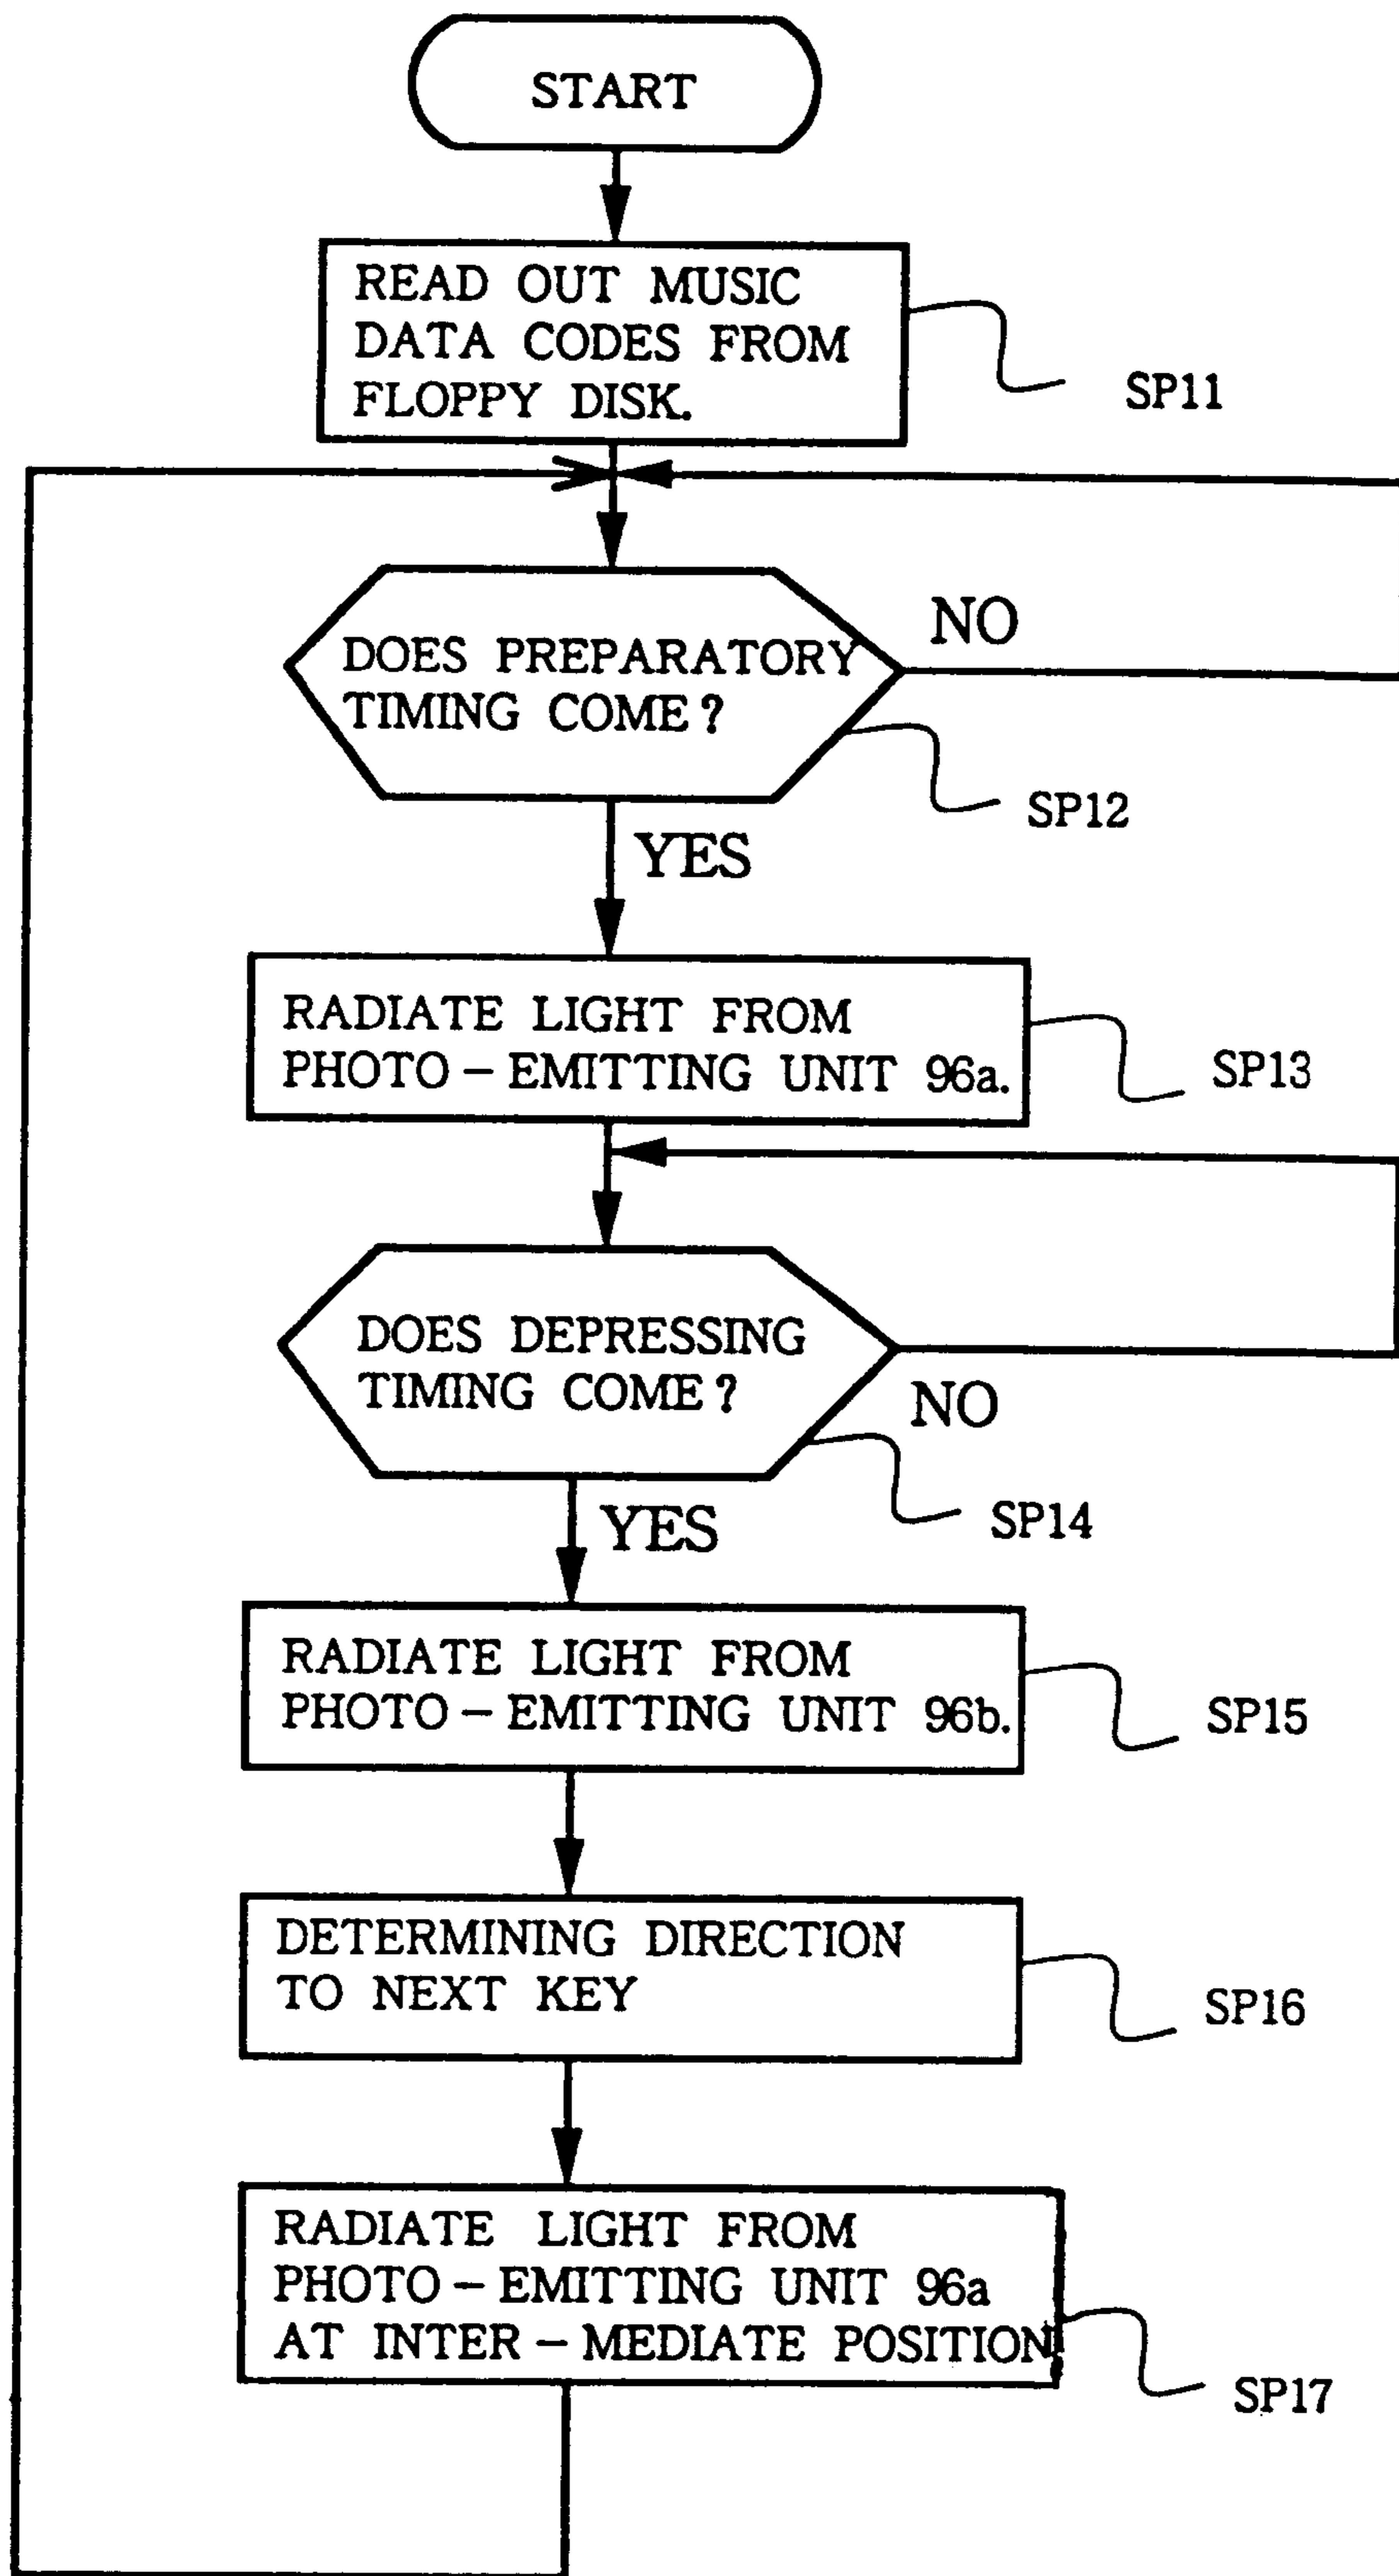 START
READ OUT MUSIC
DATA CODES FROM
FLOPPY DISK.
SP11
DOES PREPARATORY
TIMING COME?
NO
SP12
YES
RADIATE LIGHT FROM
PHOTO-EMITTING UNIT 96a.
SP13
DOES DEPRESSING
TIMING COME?
NO
SP14
YES
RADIATE LIGHT FROM
PHOTO-EMITTING UNIT 96b.
SP15
DETERMINING DIRECTION
TO NEXT KEY
SP16
RADIATE LIGHT FROM
PHOTO-EMITTING UNIT 96a
AT INTER-MEDIATE POSITION
SP17